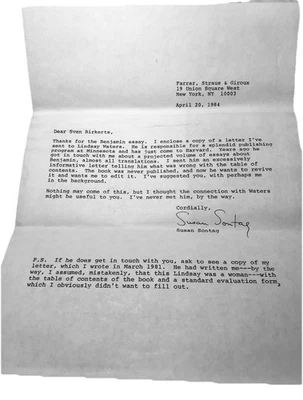 Farrar, Straus & Giroux
19 Union Square West
New York, NY 10003
April 20, 1984
Dear Sven Birkerts,
Thanks for the Benjamin essay. I enclose a copy of a letter I've
sent to Lindsay Waters. He is responsible for a splendid publishing
program at Minnesota and has just come to Harvard. Years ago he
got in touch with me about a projected volume of essays about
Benjamin, almost all translations. I sent him an excessively
informative letter telling him what was wrong with the table of
contents. The book was never published, and now he wants to revive
it and wants me to edit it. I've suggested you, with perhaps me
in the background.
Nothing may come of this, but I thought the connection with Waters
might be useful to you. I've never met him, by the way.
Cordially,
Susan Sontag
Susan Sontag
P.S. If he does get in touch with you, ask to see a copy of my
letter, which I wrote in March 1981. He had written me---by the
way, I assumed, mistakenly, that this Lindsay was a woman---with
the table of contents of the book and a standard evaluation form,
which I obviously didn't want to fill out.